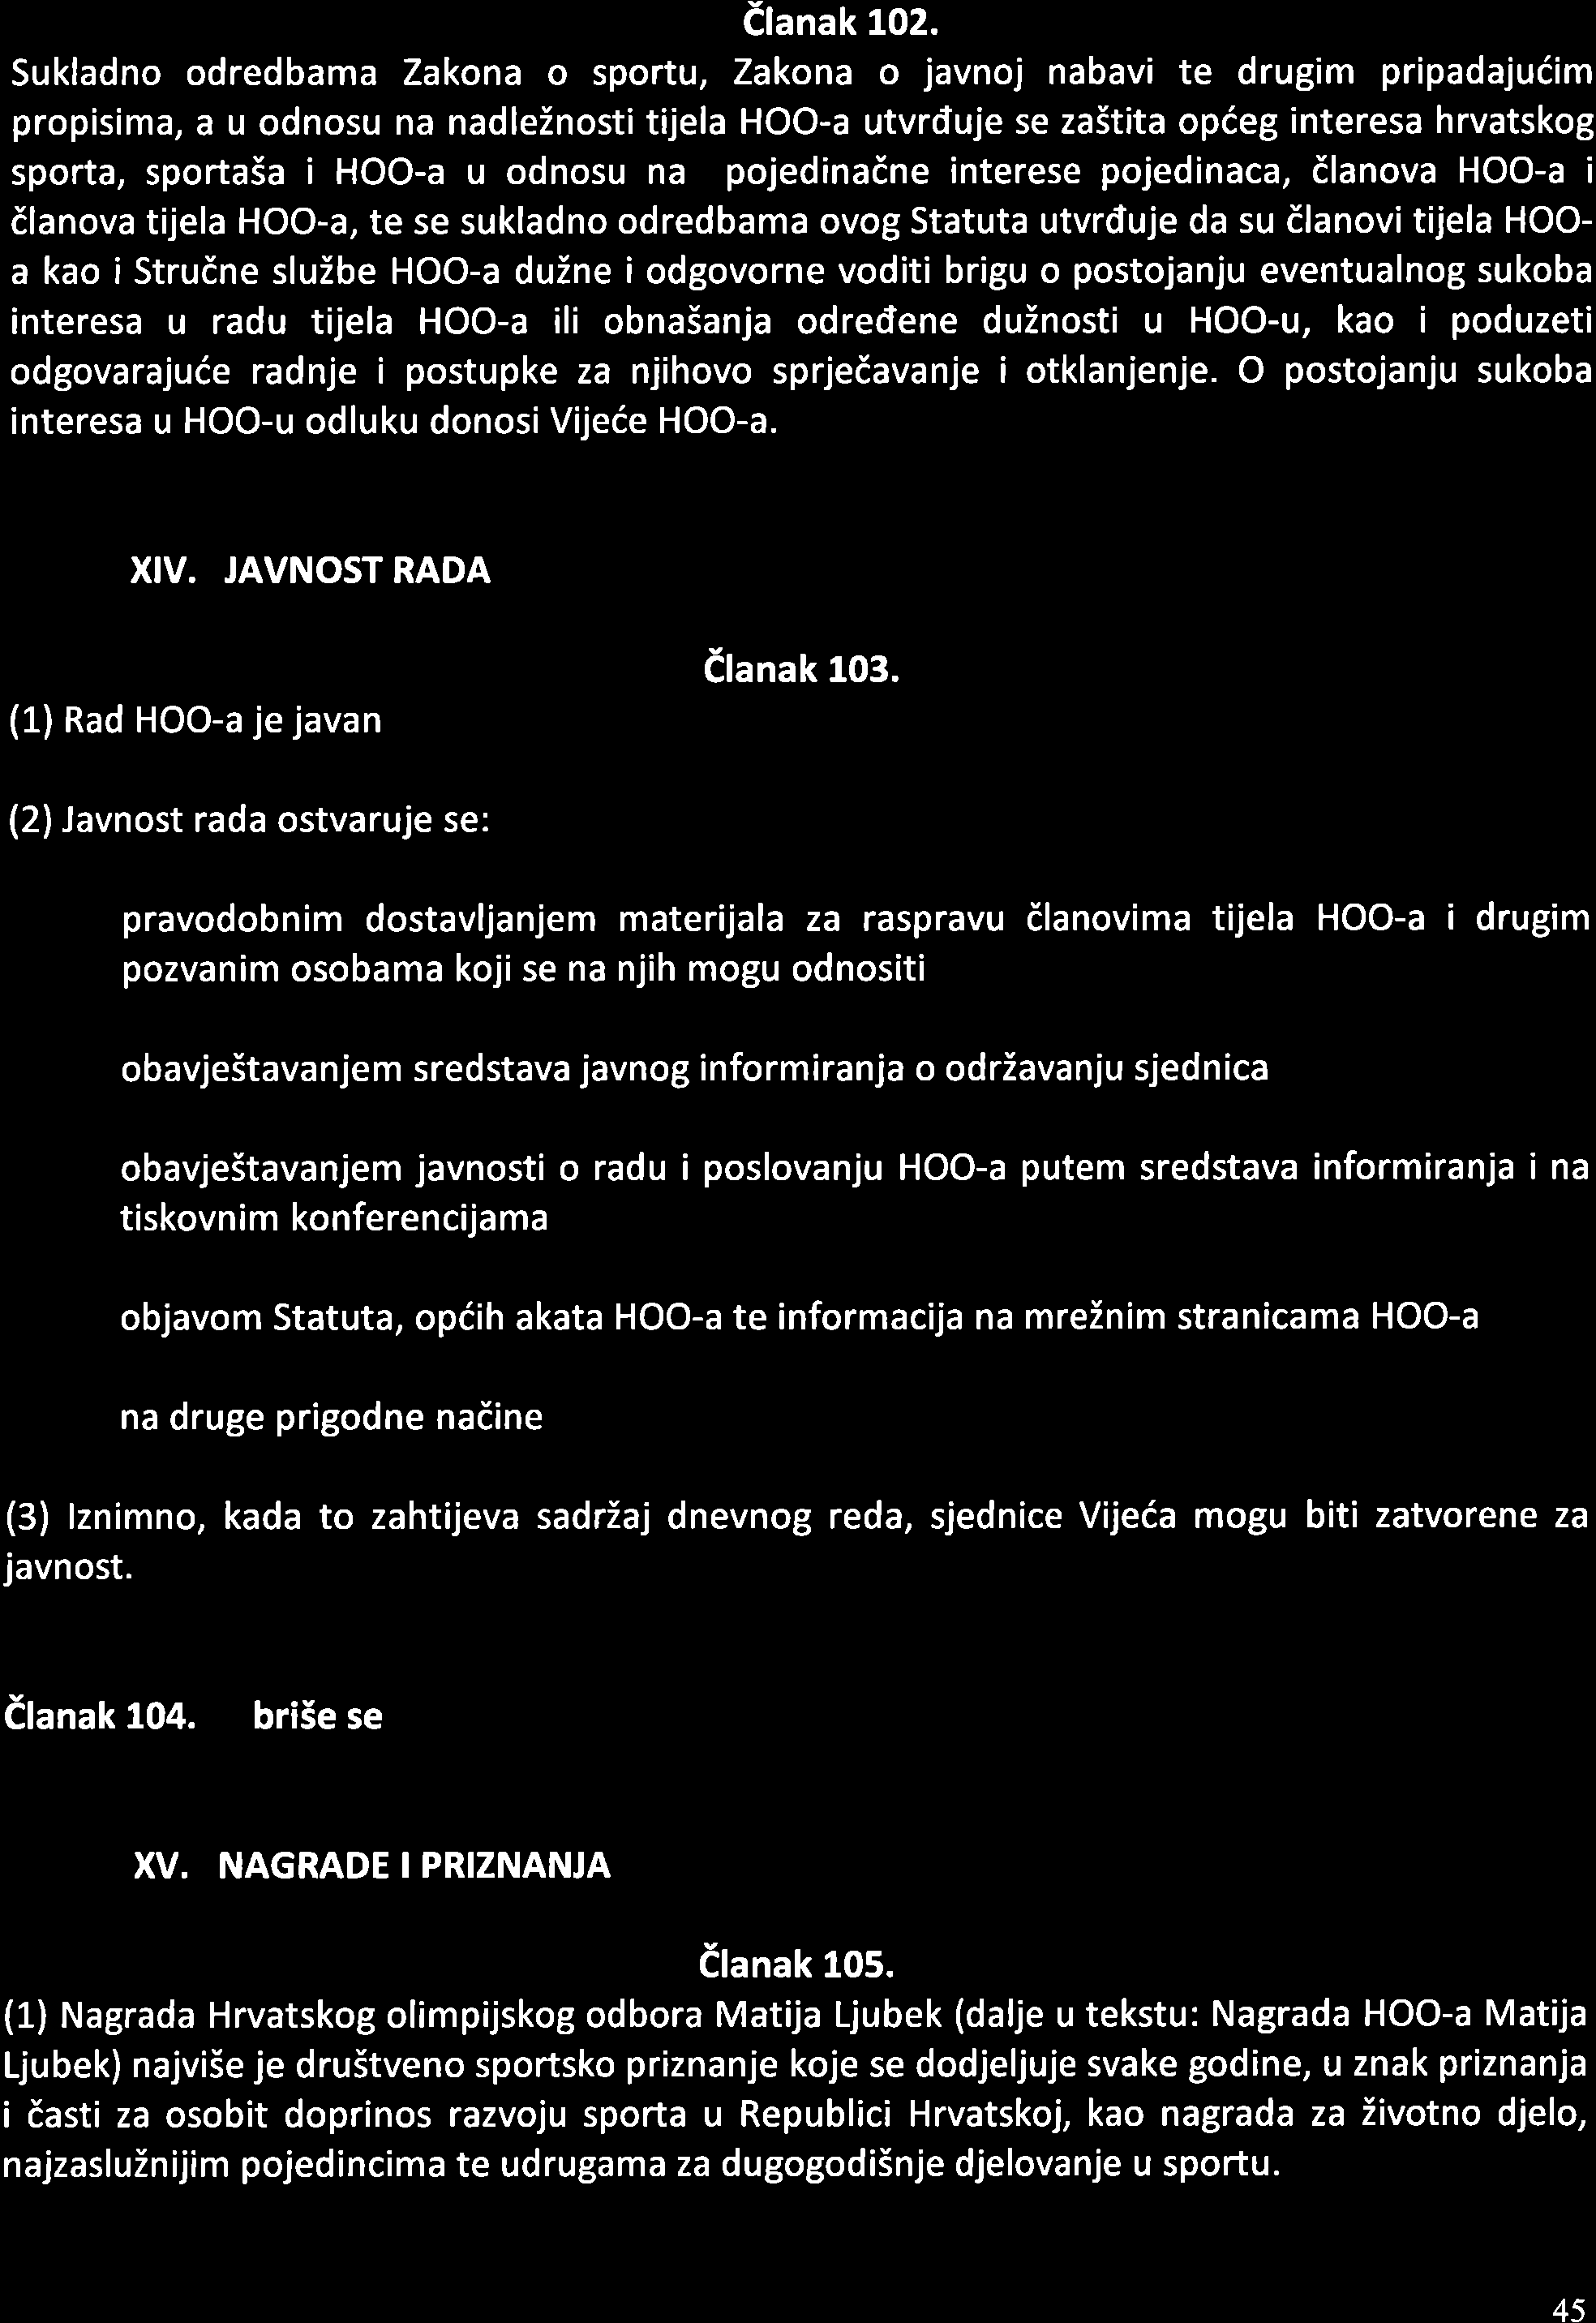 Članak 102.
Sukladno odredbama Zakona o sportu, Zakona o javnoj nabavi te drugim pripadajućim
propisima, a u odnosu na nadležnosti tijela HOO-a utvrđuje se zaštita općeg interesa hrvatskog
sporta, sportaša i HOO-a u odnosu na pojedinačne interese pojedinaca, članova HOO-a i
članova tijela HOO-a, te se sukladno odredbama ovog Statuta utvrđuje da su članovi tijela HOO-
a kao i Stručne službe HOO-a dužne i odgovorne voditi brigu o postojanju eventualnog sukoba
interesa u radu tijela HOO-a ili obnašanja određene dužnosti u HOO-u, kao i poduzeti
odgovarajuće radnje i postupke za njihovo sprječavanje i otklanjenje. O postojanju sukoba
interesa u HOO-u odluku donosi Vijeće HOO-a.
XIV. JAVNOST RADA
Članak 103.
(1) Rad HOO-a je javan
(2) Javnost rada ostvaruje se:
pravodobnim dostavljanjem materijala za raspravu članovima tijela HOO-a i drugim
pozvanim osobama koji se na njih mogu odnositi
obavještavanjem sredstava javnog informiranja o održavanju sjednica
obavještavanjem javnosti o radu i poslovanju HOO-a putem sredstava informiranja i na
tiskovnim konferencijama
objavom Statuta, općih akata HOO-a te informacija na mrežnim stranicama HOO-a
na druge prigodne načine
(3) Iznimno, kada to zahtijeva sadržaj dnevnog reda, sjednice Vijeća mogu biti zatvorene za
javnost.
Članak 104. briše se
XV. NAGRADE I PRIZNANJA
Članak 105.
(1) Nagrada Hrvatskog olimpijskog odbora Matija Ljubek (dalje u tekstu: Nagrada HOO-a Matija
Ljubek) najviše je društveno sportsko priznanje koje se dodjeljuje svake godine, u znak priznanja
i časti za osobit doprinos razvoju sporta u Republici Hrvatskoj, kao nagrada za životno djelo,
najzaslužnijim pojedincima te udrugama za dugogodišnje djelovanje u sportu.
45